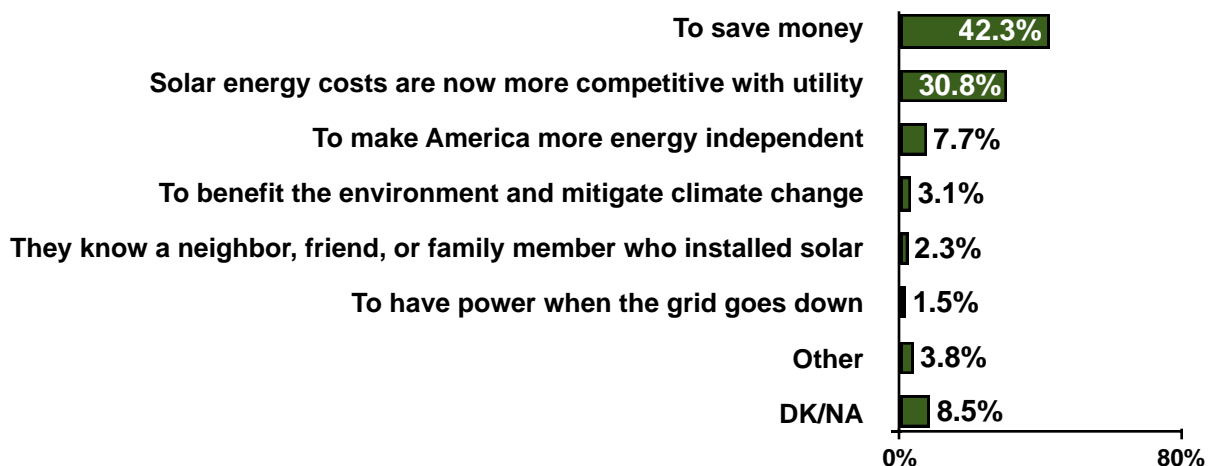 To save money 42.3%
Solar energy costs are now more competitive with utility 30.8%
To make America more energy independent 7.7%
To benefit the environment and mitigate climate change 3.1%
They know a neighbor, friend, or family member who installed solar 2.3%
To have power when the grid goes down 1.5%
Other 3.8%
DK/NA 8.5%
0% 80%